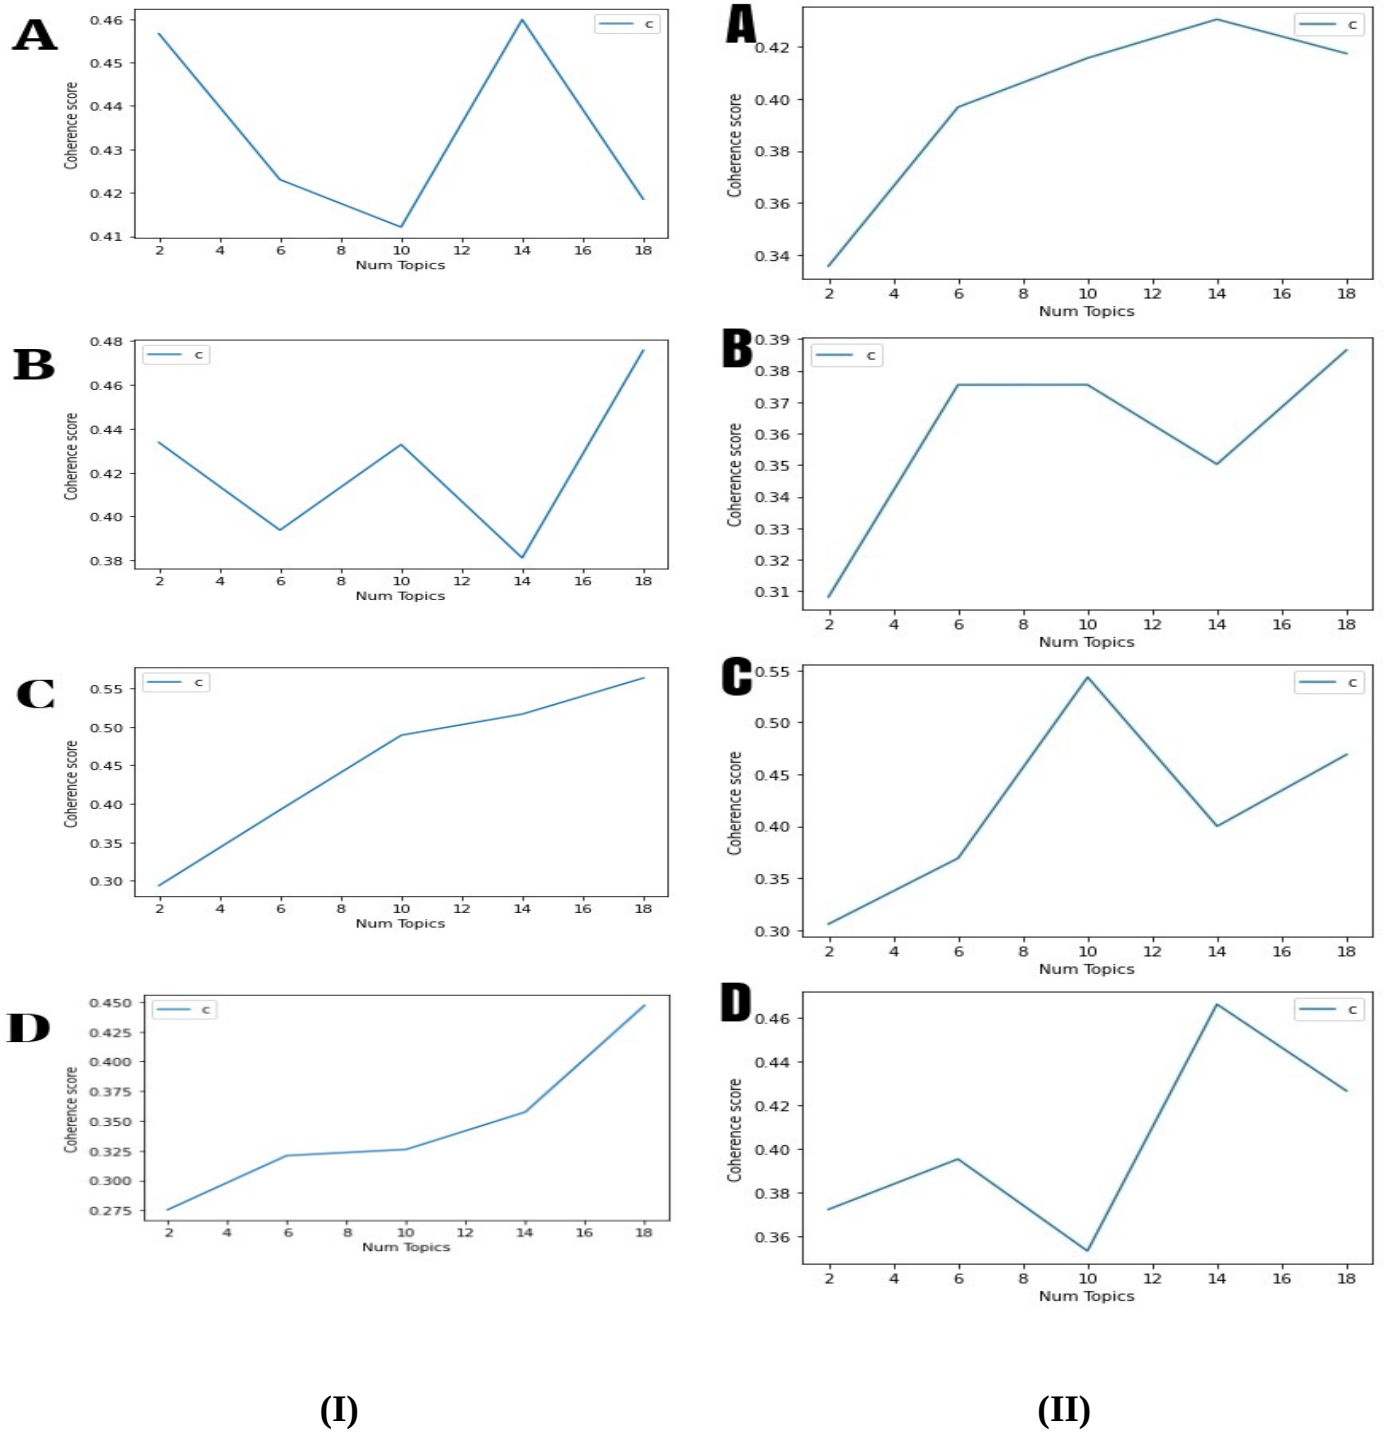 A
c
Coherence score
0.46
0.45
0.44
0.43
0.42
0.41
2 4 6 8 10 12 14 16 18
Num Topics
B
c
Coherence score
0.48
0.46
0.44
0.42
0.40
0.38
2 4 6 8 10 12 14 16 18
Num Topics
C
c
Coherence score
0.55
0.50
0.45
0.40
0.35
0.30
2 4 6 8 10 12 14 16 18
Num Topics
D
c
Coherence score
0.450
0.425
0.400
0.375
0.350
0.325
0.300
0.275
2 4 6 8 10 12 14 16 18
Num Topics
(I)
A
c
Coherence score
0.42
0.40
0.38
0.36
0.34
2 4 6 8 10 12 14 16 18
Num Topics
B
c
Coherence score
0.39
0.38
0.37
0.36
0.35
0.34
0.33
0.32
0.31
2 4 6 8 10 12 14 16 18
Num Topics
C
c
Coherence score
0.55
0.50
0.45
0.40
0.35
0.30
2 4 6 8 10 12 14 16 18
Num Topics
D
c
Coherence score
0.46
0.44
0.42
0.40
0.38
0.36
2 4 6 8 10 12 14 16 18
Num Topics
(II)